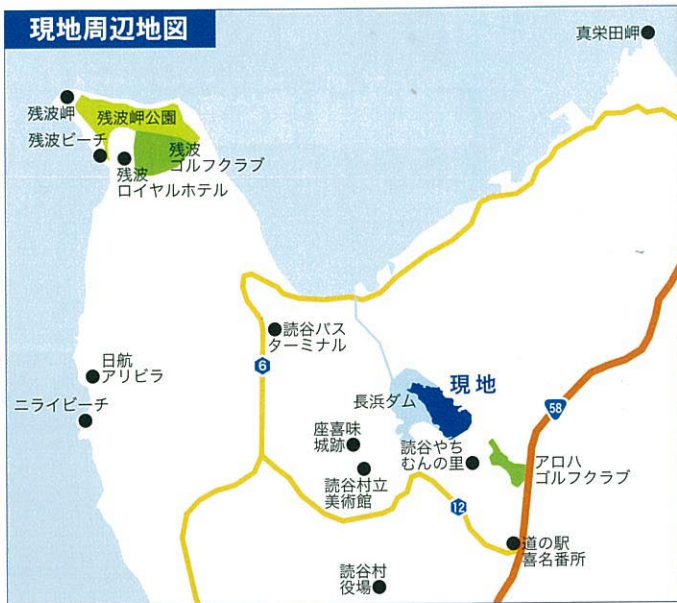 現地周辺地図
真栄田岬
残波岬
残波岬公園
残波ビーチ
残波
ゴルフクラブ
残波
ロイヤルホテル
読谷バス
ターミナル
6
日航
アリビラ
現地
長浜ダム
58
ニライビーチ
座喜味
城跡
読谷やち
むんの里
アロハ
ゴルフクラブ
読谷村立
美術館
12
道の駅
喜名番所
読谷村
役場